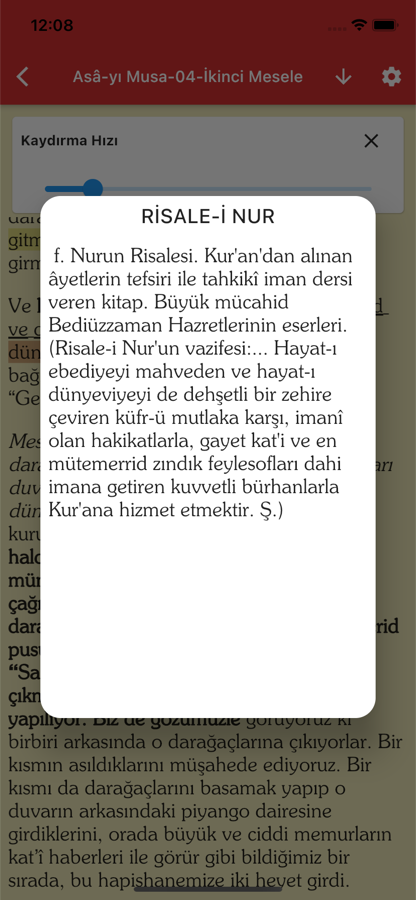 12:08
Asâ-yı Musa-04-İkinci Mesele
Kaydırma Hızı
RİSALE-İ NUR
f. Nurun Risalesi. Kur'an'dan alınan
âyetlerin tefsiri ile tahkikî iman dersi
veren kitap. Büyük mücahid
Bediüzzaman Hazretlerinin eserleri.
(Risale-i Nur'un vazifesi:... Hayat-ı
ebediyeyi mahveden ve hayat-ı
dünyeviyeyi de dehşetli bir zehire
çeviren küfr-ü mutlaka karşı, imanî
olan hakikatlarla, gayet kat'i ve en
mütemerrid zındık feylesofları dahi
imana getiren kuvvetli bürhanlarla
Kur'ana hizmet etmektir. Ş.)
yapılıyor. Biz de gözümüzle görüyoruz ki
birbiri arkasında o darağaçlarına çıkıyorlar. Bir
kısmın asıldıklarını müşahede ediyoruz. Bir
kısmı da darağaçlarını basamak yapıp o
duvarın arkasındaki piyango dairesine
girdiklerini, orada büyük ve ciddi memurların
kat’î haberleri ile görür gibi bildiğimiz bir
sırada, bu hapishanemize iki heyet girdi.